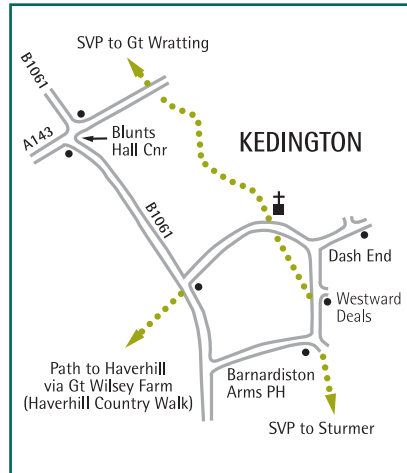 SVP to Gt Wratting
B1061
A143
Blunts
Hall Cnr
KEDINGTON
B1061
Dash End
Westward
Deals
Path to Haverhill
via Gt Wilsey Farm
(Haverhill Country Walk)
Barnardiston
Arms PH
SVP to Sturmer